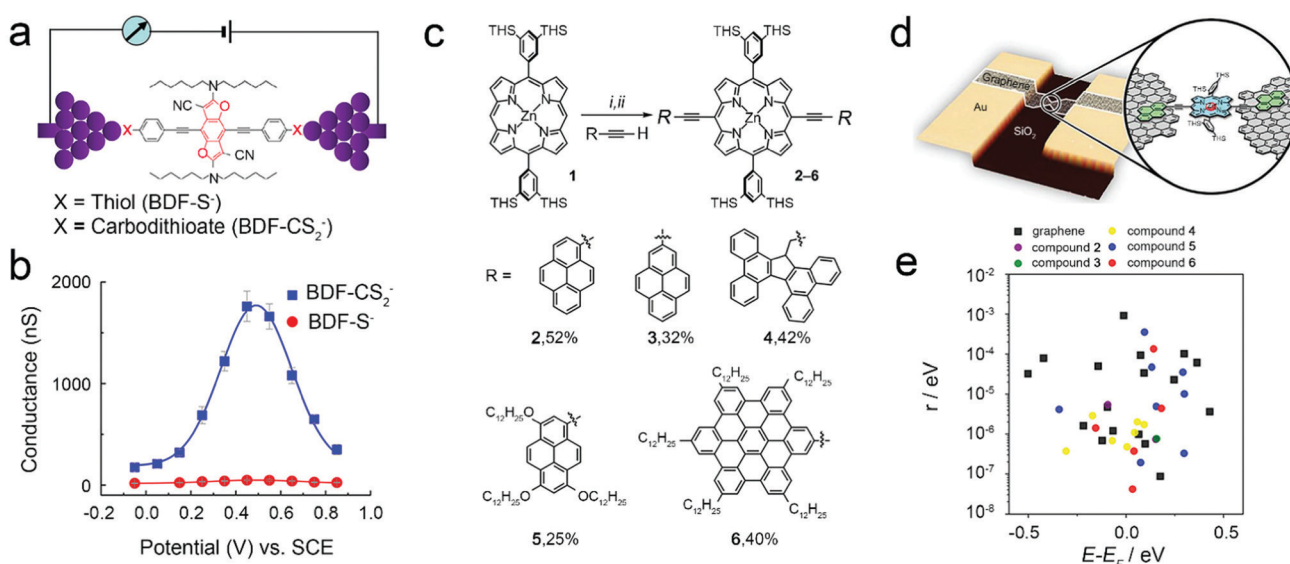 a
NC
N
O
X
X
O
CN
N
X = Thiol (BDF-S⁻)
X = Carbodithioate (BDF-CS₂⁻)
b
2000
1000
0
Conductance (nS)
BDF-CS₂⁻
BDF-S⁻
-0.2 0.0 0.2 0.4 0.6 0.8 1.0
Potential (V) vs. SCE
c
THS THS
N N
Zn
N N
THS THS
1
i,ii
R H
THS THS
R N N R
Zn
N N
THS THS
2–6
R =
2,52%
3,32%
4,42%
C₁₂H₂₅O
C₁₂H₂₅O OC₁₂H₂₅
5,25%
C₁₂H₂₅ C₁₂H₂₅
C₁₂H₂₅
C₁₂H₂₅ C₁₂H₂₅
6,40%
d
Graphene
Au
SiO₂
THS
THS
graphene
compound 2
compound 3
compound 4
compound 5
compound 6
e
10⁻²
10⁻³
10⁻⁴
10⁻⁵
10⁻⁶
10⁻⁷
10⁻⁸
r / eV
-0.5 0.0 0.5
E-E_F / eV